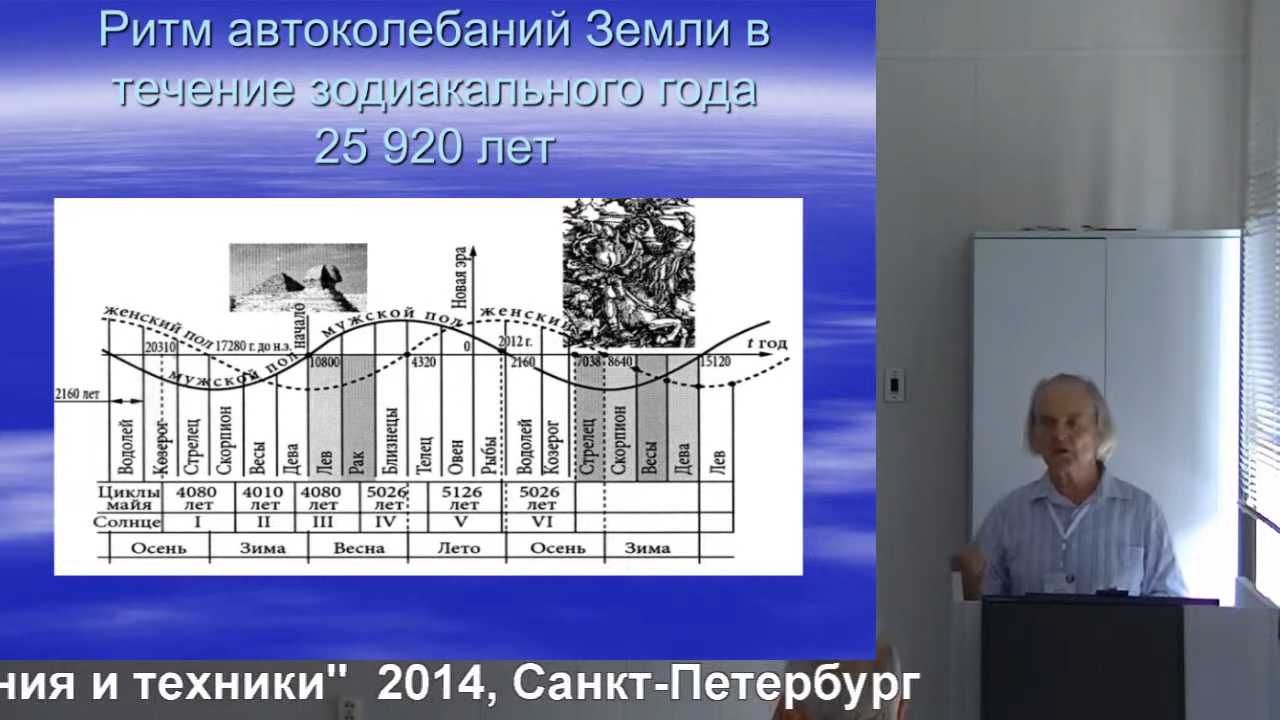 Ритм автоколебаний Земли в
течение зодиакального года
25 920 лет
Новая эра
женский пол
мужской пол
начало
мужской пол
женский
20310
17280 г. до н.э.
10800
4320
0
2012 г.
2160
7038
8640
15120
t год
2160 лет
Водолей
Козерог
Стрелец
Скорпион
Весы
Дева
Лев
Рак
Близнецы
Телец
Овен
Рыбы
Водолей
Козерог
Стрелец
Скорпион
Весы
Дева
Лев
Циклы майя 4080 лет 4010 лет 4080 лет 5026 лет 5126 лет 5026 лет
Солнце I II III IV V VI
Осень Зима Весна Лето Осень Зима
ния и техники" 2014, Санкт-Петербург